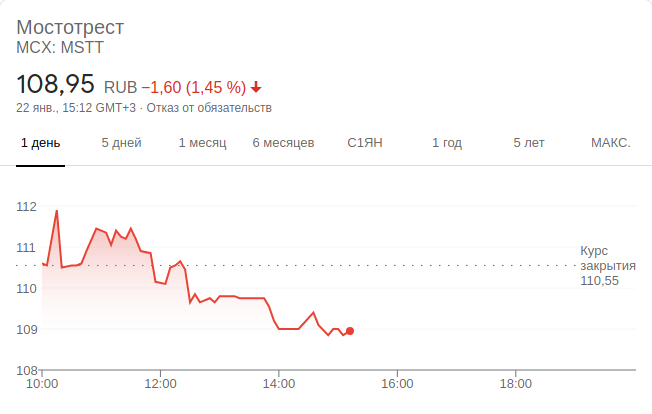 Мостотрест
MCX: MSTT
108,95 RUB −1,60 (1,45 %)
22 янв., 15:12 GMT+3 · Отказ от обязательств
1 день 5 дней 1 месяц 6 месяцев С1ЯН 1 год 5 лет МАКС.
112
111
Курс
закрытия
110,55
110
109
108
10:00 12:00 14:00 16:00 18:00